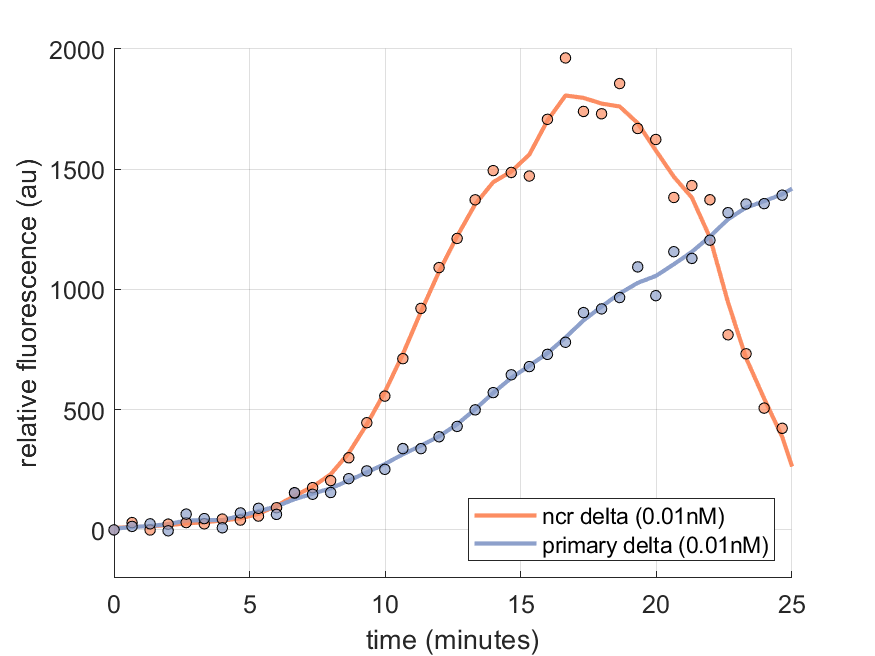 2000
1500
1000
500
0
relative fluorescence (au)
0 5 10 15 20 25
time (minutes)
ncr delta (0.01nM)
primary delta (0.01nM)